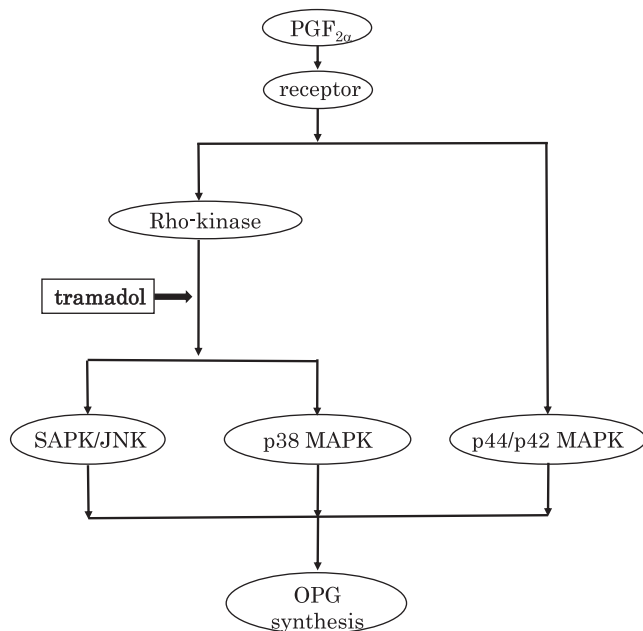 PGF2α
receptor
Rho-kinase
tramadol
SAPK/JNK
p38 MAPK
p44/p42 MAPK
OPG
synthesis